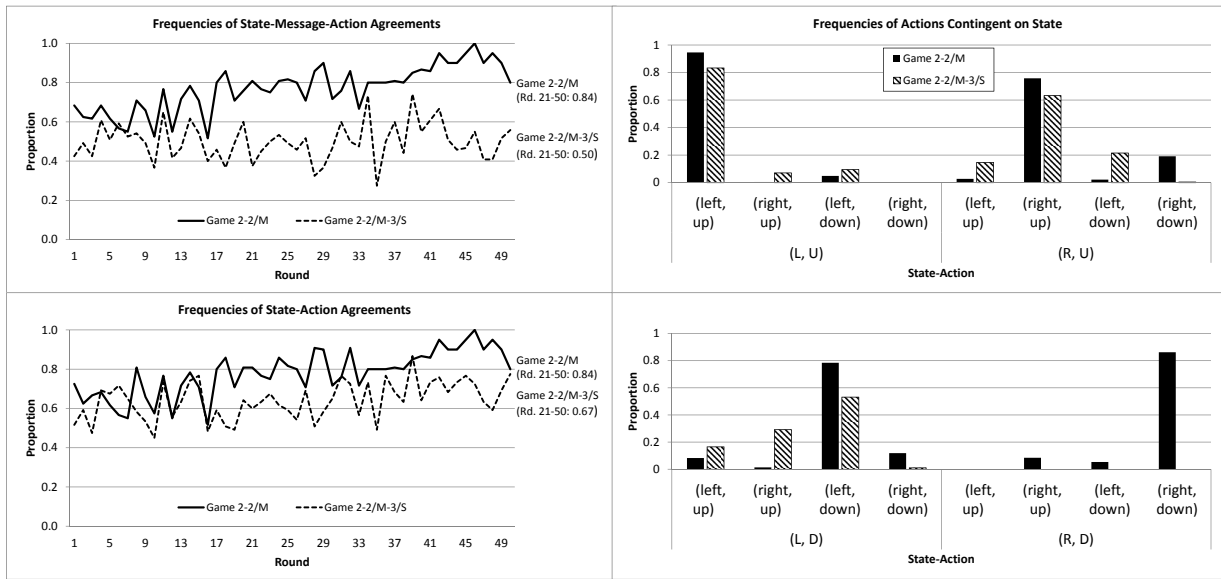 Frequencies of State-Message-Action Agreements
1.0
0.8
0.6
0.4
0.2
0.0
Proportion
Game 2-2/M
(Rd. 21-50: 0.84)
Game 2-2/M-3/S
(Rd. 21-50: 0.50)
Game 2-2/M
Game 2-2/M-3/S
1 5 9 13 17 21 25 29 33 37 41 45 49
Round
Frequencies of Actions Contingent on State
1
0.8
0.6
0.4
0.2
0
Proportion
Game 2-2/M
Game 2-2/M-3/S
(left, (right, (left, (right, (left, (right, (left, (right,
up) up) down) down) up) up) down) down)
(L, U) (R, U)
State-Action
Frequencies of State-Action Agreements
1.0
0.8
0.6
0.4
0.2
0.0
Proportion
Game 2-2/M
(Rd. 21-50: 0.84)
Game 2-2/M-3/S
(Rd. 21-50: 0.67)
Game 2-2/M
Game 2-2/M-3/S
1 5 9 13 17 21 25 29 33 37 41 45 49
Round
1
0.8
0.6
0.4
0.2
0
Proportion
(left, (right, (left, (right, (left, (right, (left, (right,
up) up) down) down) up) up) down) down)
(L, D) (R, D)
State-Action